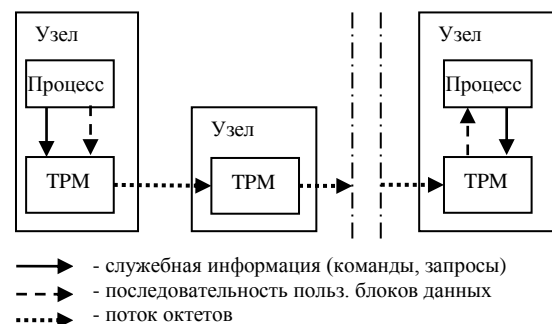 Узел
Процесс
ТРМ
Узел
ТРМ
Узел
Процесс
ТРМ
- служебная информация (команды, запросы)
- последовательность польз. блоков данных
- поток октетов